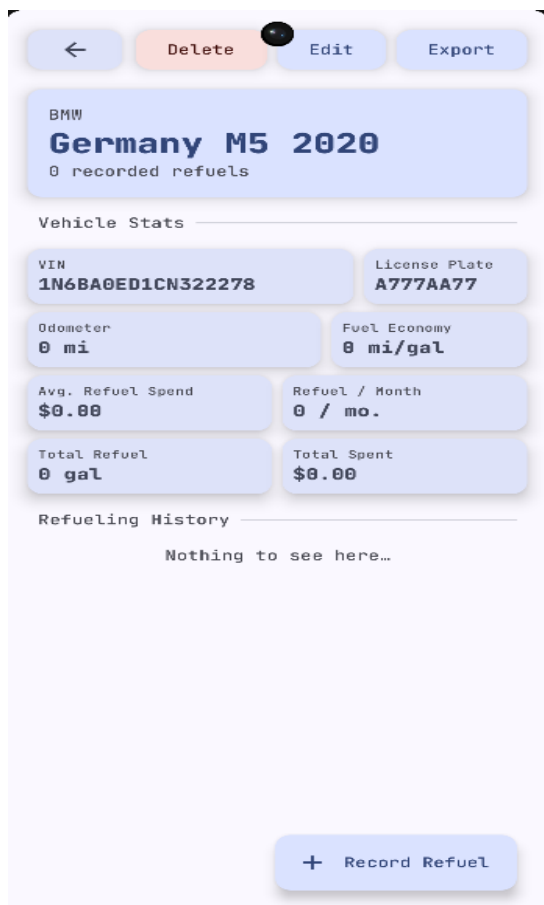 Delete
Edit
Export
BMW
Germany M5 2020
0 recorded refuels
Vehicle Stats
VIN
1N6BA0ED1CN322278
License Plate
A777AA77
Odometer
0 mi
Fuel Economy
0 mi/gal
Avg. Refuel Spend
$0.00
Refuel / Month
0 / mo.
Total Refuel
0 gal
Total Spent
$0.00
Refueling History
Nothing to see here…
+ Record Refuel